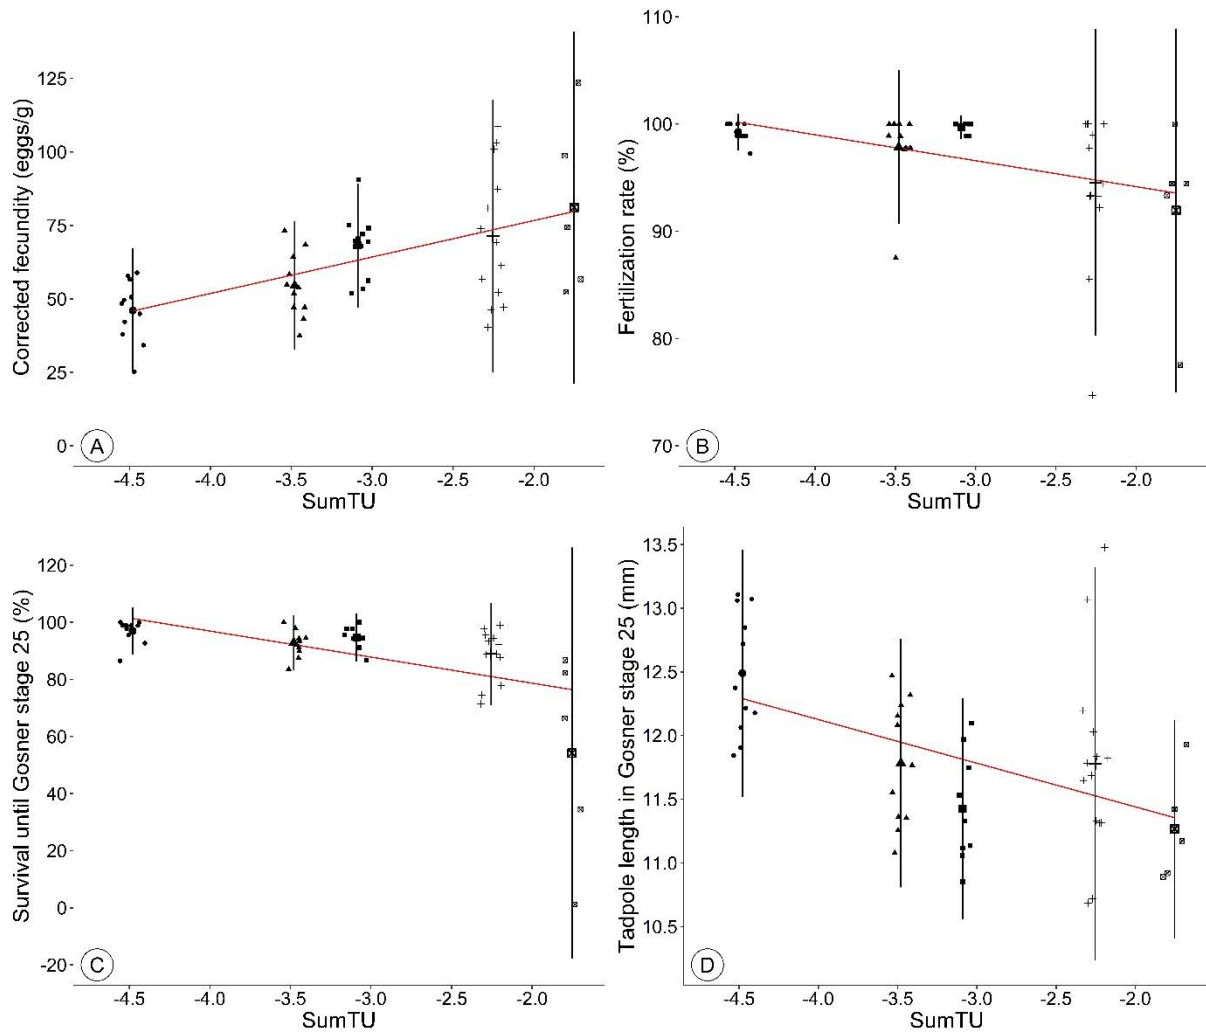 Corrected fecundity (eggs/g)
125-
100-
75-
50-
25-
0-
A
-4.5 -4.0 -3.5 -3.0 -2.5 -2.0
SumTU
Fertilization rate (%)
110-
100-
90-
80-
70-
B
-4.5 -4.0 -3.5 -3.0 -2.5 -2.0
SumTU
Survival until Gosner stage 25 (%)
120-
100-
80-
60-
40-
20-
0-
-20-
C
-4.5 -4.0 -3.5 -3.0 -2.5 -2.0
SumTU
Tadpole length in Gosner stage 25 (mm)
13.5-
13.0-
12.5-
12.0-
11.5-
11.0-
10.5-
D
-4.5 -4.0 -3.5 -3.0 -2.5 -2.0
SumTU